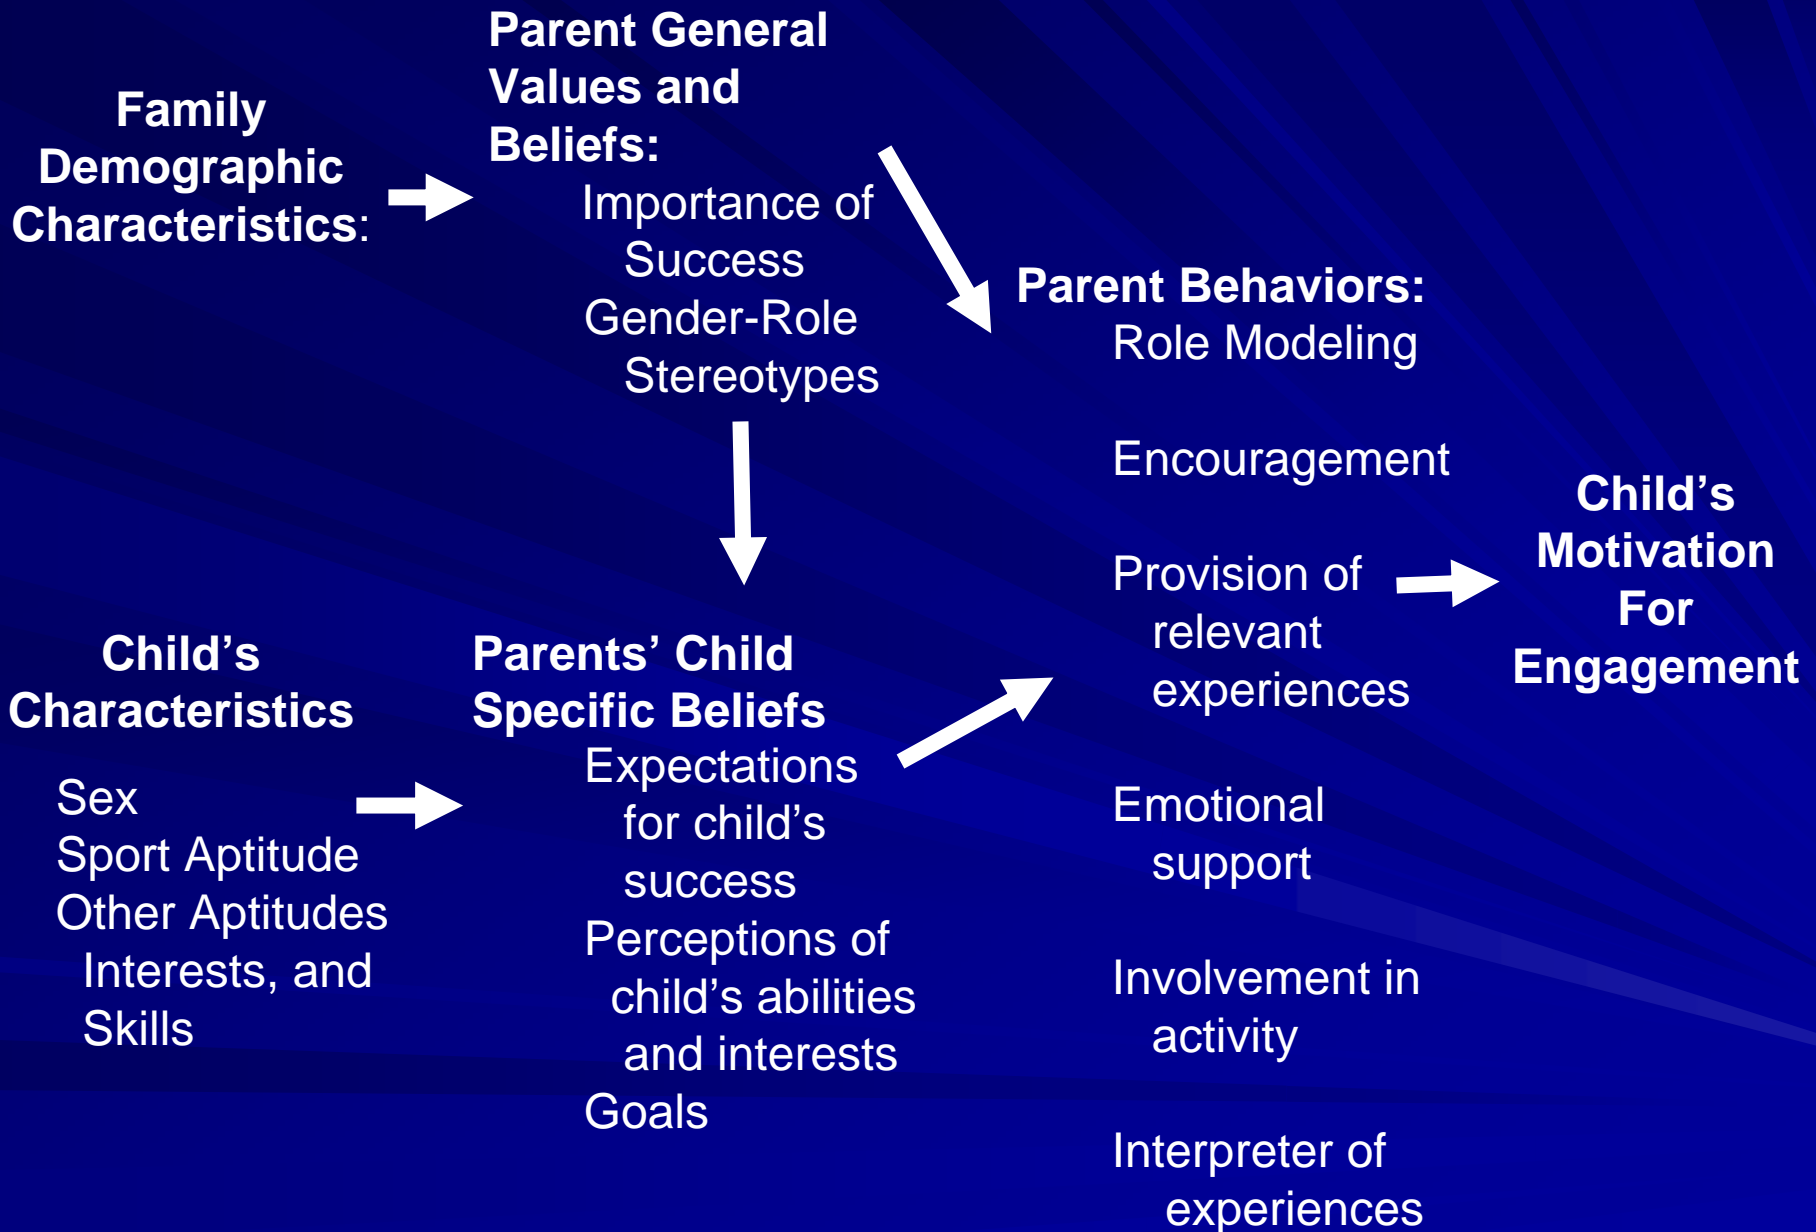 Family
Demographic
Characteristics:
Parent General
Values and
Beliefs:
Importance of
Success
Gender-Role
Stereotypes
Child’s
Characteristics
Sex
Sport Aptitude
Other Aptitudes
Interests, and
Skills
Parents’ Child
Specific Beliefs
Expectations
for child’s
success
Perceptions of
child’s abilities
and interests
Goals
Parent Behaviors:
Role Modeling
Encouragement
Provision of
relevant
experiences
Emotional
support
Involvement in
activity
Interpreter of
experiences
Child’s
Motivation
For
Engagement